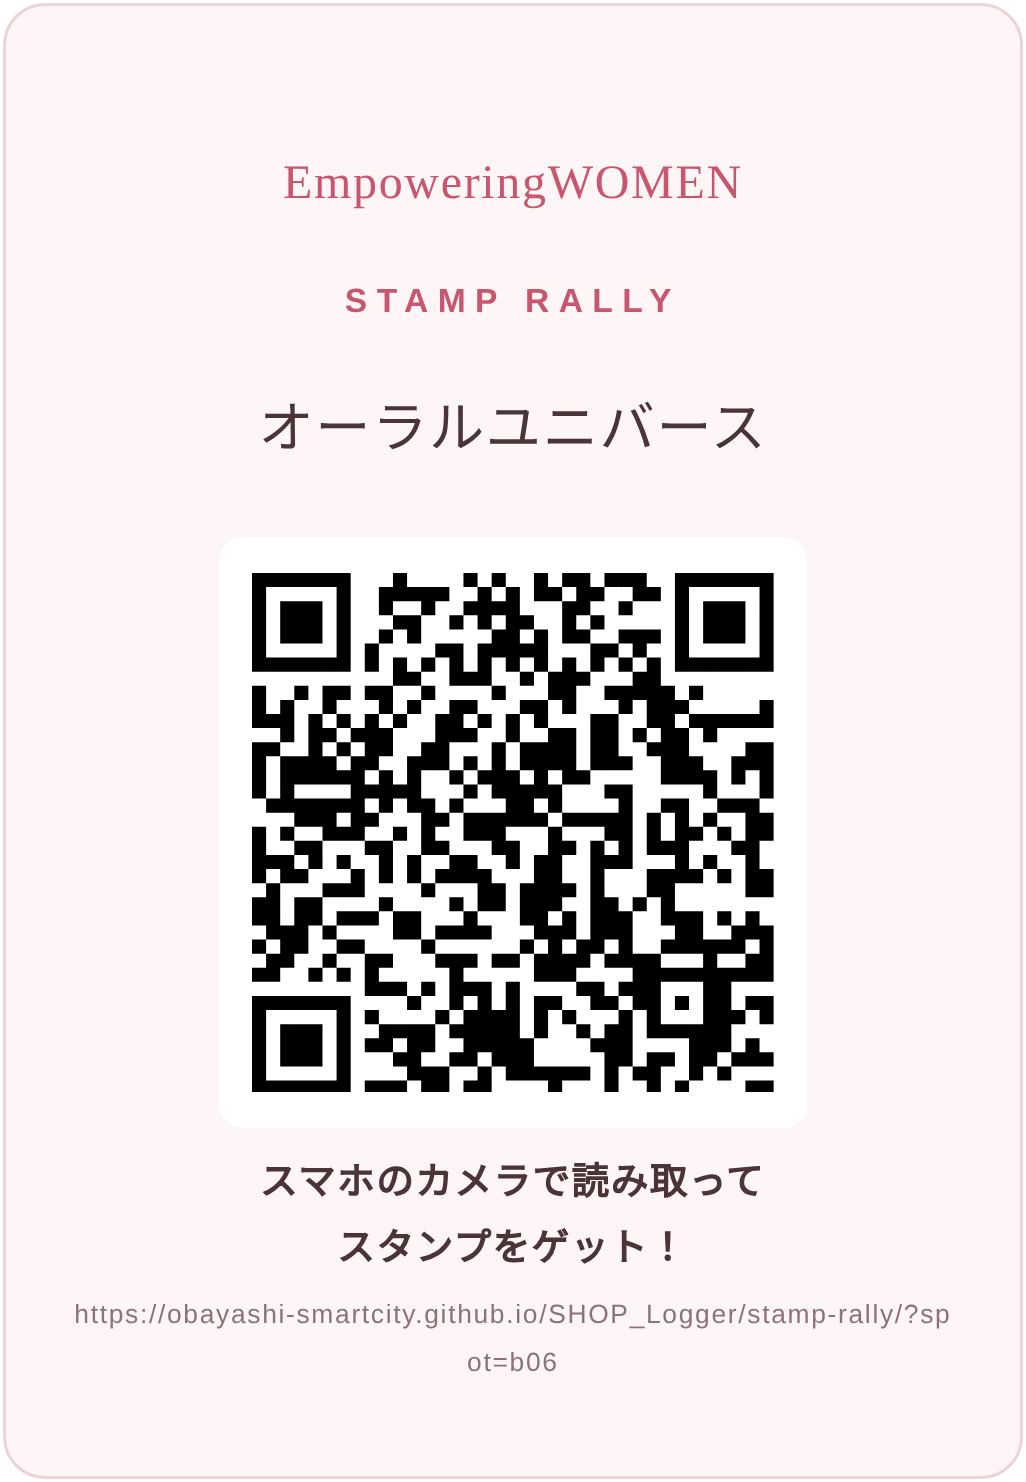 EmpoweringWOMEN
STAMP RALLY
オーラルユニバース
スマホのカメラで読み取って
スタンプをゲット！
https://obayashi-smartcity.github.io/SHOP_Logger/stamp-rally/?sp
ot=b06